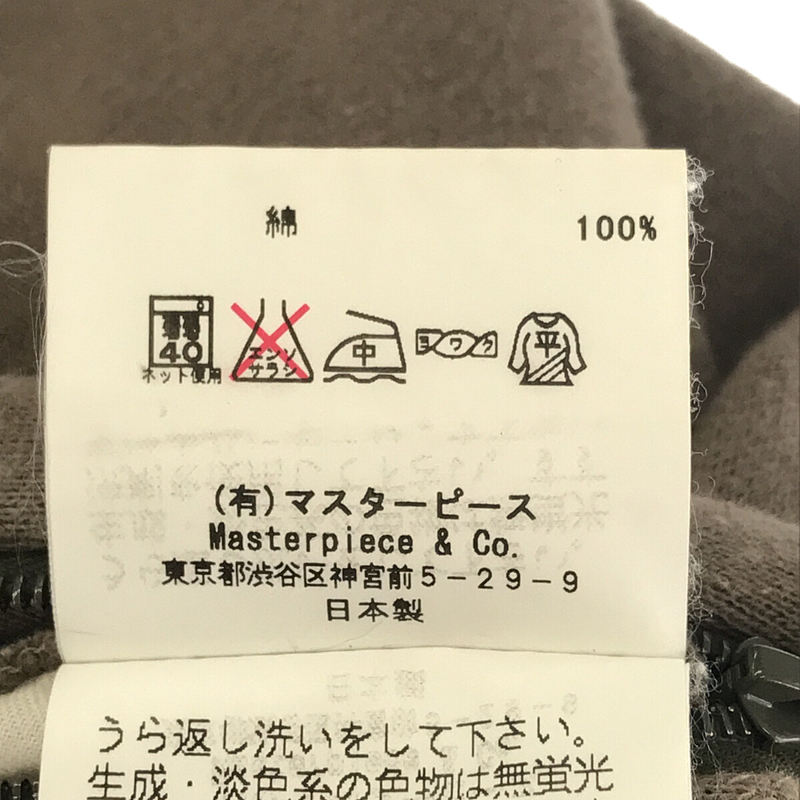 綿 100%
40
ネット使用
エンソ
サラシ
中
ヨワク
平
(有)マスターピース
Masterpiece & Co.
東京都渋谷区神宮前5-29-9
日本製
うら返し洗いをして下さい。
生成・淡色系の色物は無蛍光